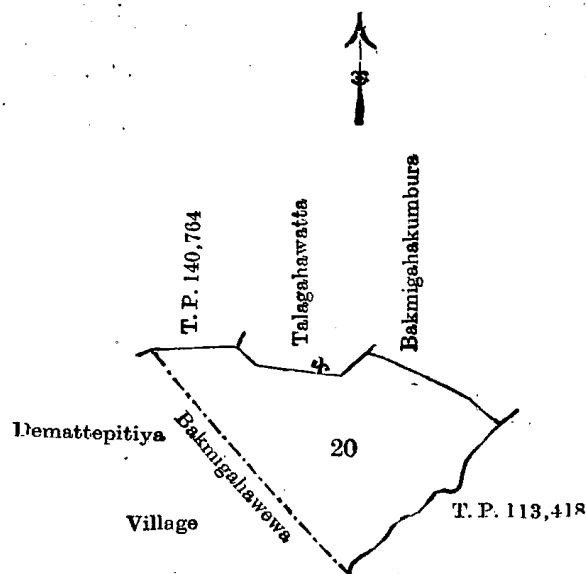 T. P. 140,764
Talagahawatta
Bakmigahakumbura
Demattepitiya
Bakmigahawewa
20
T. P. 113,418
Village